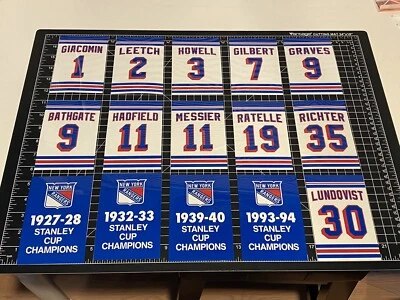 GIACOMIN
1
LEETCH
2
HOWELL
3
GILBERT
7
GRAVES
9
BATHGATE
9
HADFIELD
11
MESSIER
11
RATELLE
19
RICHTER
35
NEW YORK
RANGERS
1927-28
STANLEY
CUP
CHAMPIONS
NEW YORK
RANGERS
1932-33
STANLEY
CUP
CHAMPIONS
NEW YORK
RANGERS
1939-40
STANLEY
CUP
CHAMPIONS
NEW YORK
RANGERS
1993-94
STANLEY
CUP
CHAMPIONS
LUNDQVIST
30